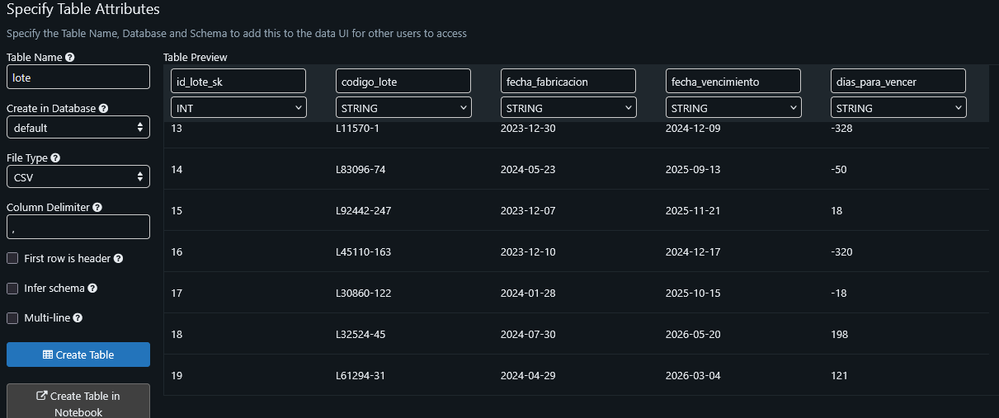 Specify Table Attributes
Specify the Table Name, Database and Schema to add this to the data UI for other users to access
Table Name
lote
Create in Database
default
File Type
CSV
Column Delimiter
,
First row is header
Infer schema
Multi-line
Create Table
Create Table in
Notebook
Table Preview
id_lote_sk codigo_lote fecha_fabricacion fecha_vencimiento dias_para_vencer
INT STRING STRING STRING STRING
13 L11570-1 2023-12-30 2024-12-09 -328
14 L83096-74 2024-05-23 2025-09-13 -50
15 L92442-247 2023-12-07 2025-11-21 18
16 L45110-163 2023-12-10 2024-12-17 -320
17 L30860-122 2024-01-28 2025-10-15 -18
18 L32524-45 2024-07-30 2026-05-20 198
19 L61294-31 2024-04-29 2026-03-04 121